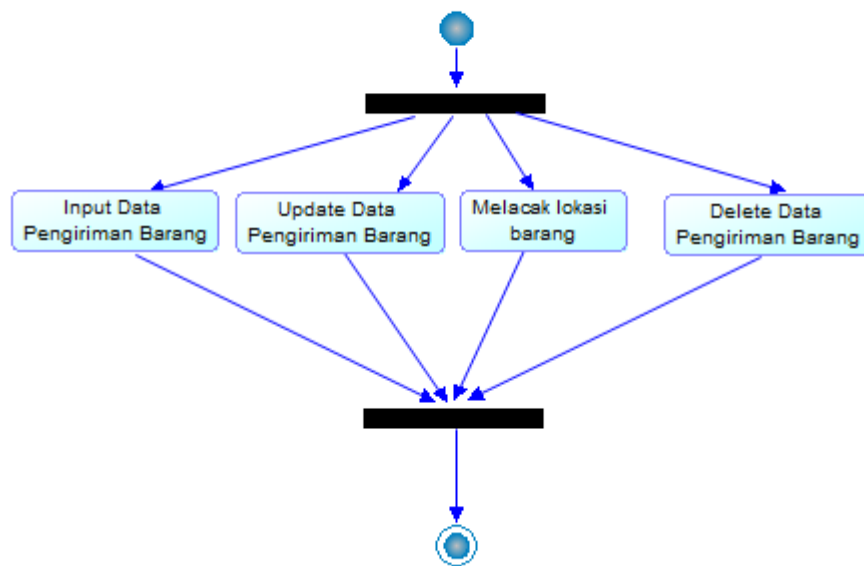 Input Data
Pengiriman Barang
Update Data
Pengiriman Barang
Melacak lokasi
barang
Delete Data
Pengiriman Barang